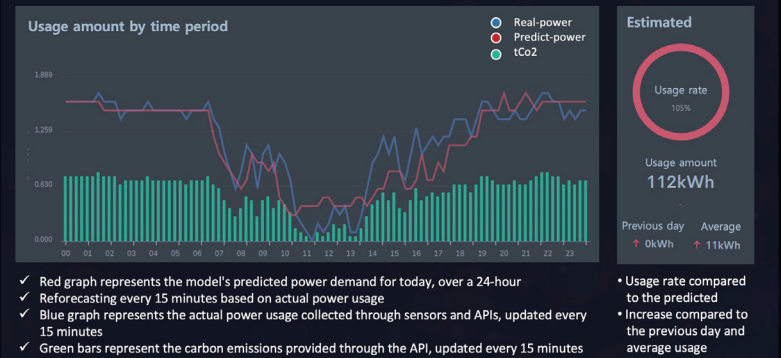 Usage amount by time period
Real-power
Predict-power
tCo2
1.889
1.259
0.630
0.000
00 01 02 03 04 05 06 07 08 09 10 11 12 13 14 15 16 17 18 19 20 21 22 23
Estimated
Usage rate
105%
Usage amount
112kWh
Previous day Average
↑ 0kWh ↑ 11kWh
✓ Red graph represents the model's predicted power demand for today, over a 24-hour
✓ Reforecasting every 15 minutes based on actual power usage
✓ Blue graph represents the actual power usage collected through sensors and APIs, updated every
15 minutes
✓ Green bars represent the carbon emissions provided through the API, updated every 15 minutes
• Usage rate compared
to the predicted
• Increase compared to
the previous day and
average usage